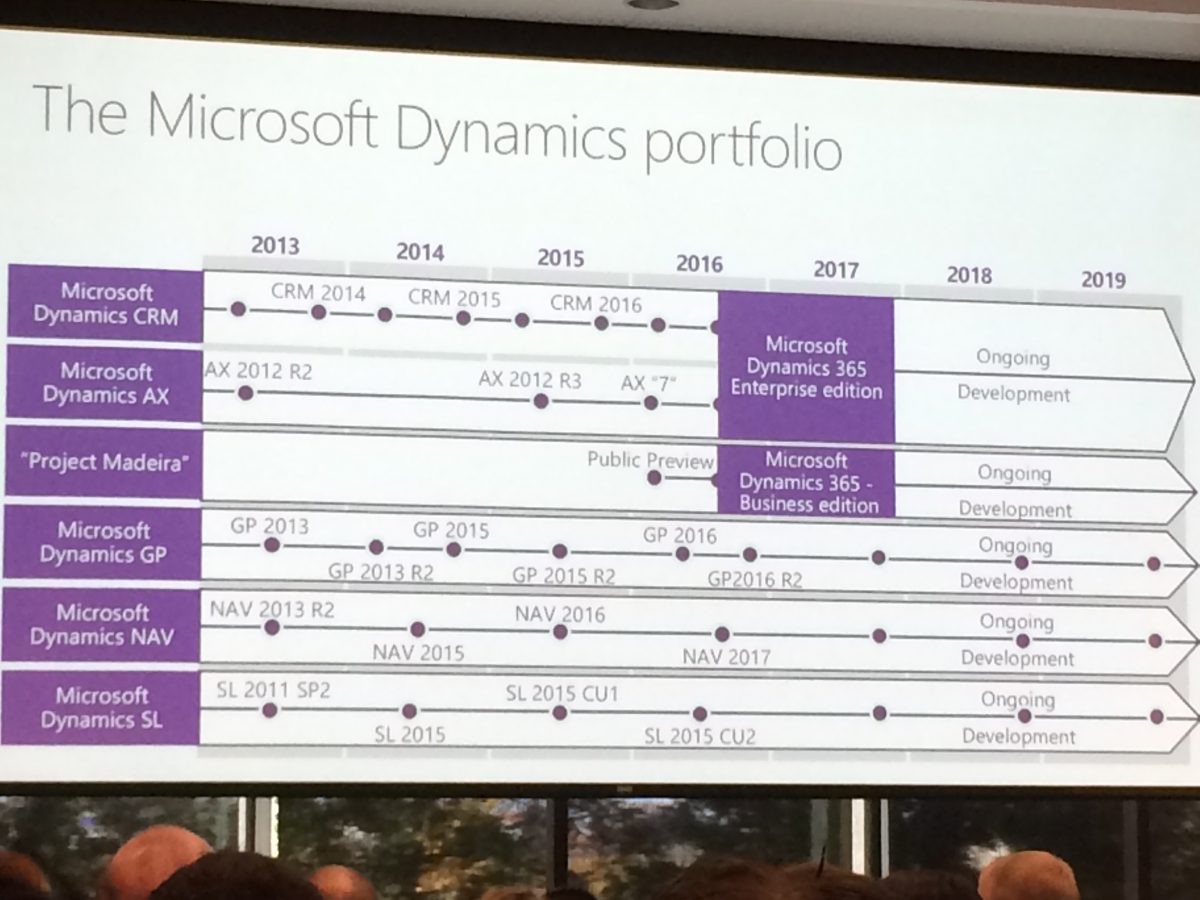 The Microsoft Dynamics portfolio
2013 2014 2015 2016 2017 2018 2019
Microsoft
Dynamics CRM
CRM 2014 CRM 2015 CRM 2016
Microsoft
Dynamics AX
AX 2012 R2 AX 2012 R3 AX "7"
Microsoft
Dynamics 365
Enterprise edition
Ongoing
Development
"Project Madeira"
Public Preview
Microsoft
Dynamics 365 -
Business edition
Ongoing
Development
Microsoft
Dynamics GP
GP 2013 GP 2015 GP 2016 Ongoing
GP 2013 R2 GP 2015 R2 GP2016 R2 Development
Microsoft
Dynamics NAV
NAV 2013 R2 NAV 2016 Ongoing
NAV 2015 NAV 2017 Development
Microsoft
Dynamics SL
SL 2011 SP2 SL 2015 CU1 Ongoing
SL 2015 SL 2015 CU2 Development